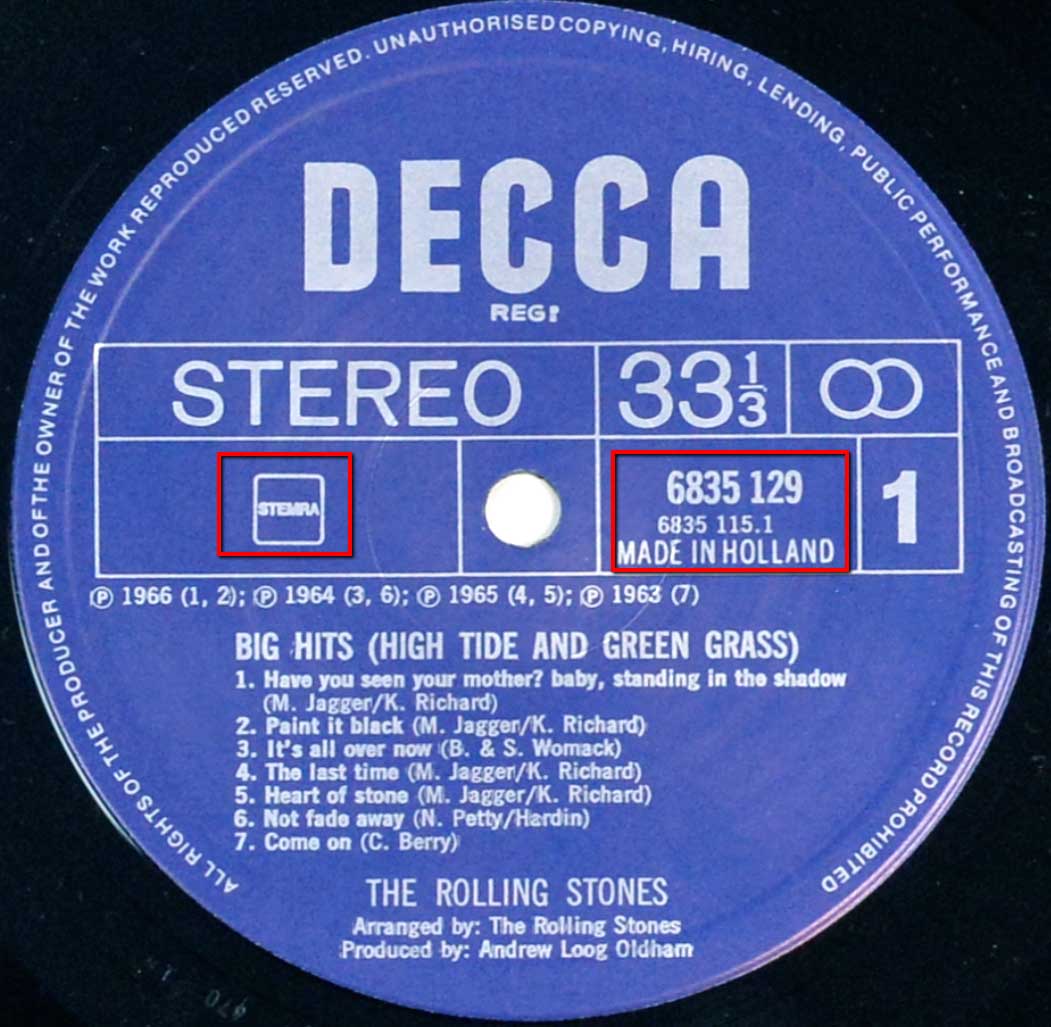 ALL RIGHTS OF THE PRODUCER AND OF THE OWNER OF THE WORK REPRODUCED RESERVED. UNAUTHORISED COPYING, HIRING, LENDING, PUBLIC PERFORMANCE AND BROADCASTING OF THIS RECORD PROHIBITED
DECCA
REGD
STEREO 33 1/3
STEMRA
6835 129
6835 115.1
MADE IN HOLLAND
1
℗ 1966 (1, 2); ℗ 1964 (3, 6); ℗ 1965 (4, 5); ℗ 1963 (7)
BIG HITS (HIGH TIDE AND GREEN GRASS)
1. Have you seen your mother? baby, standing in the shadow
(M. Jagger/K. Richard)
2. Paint it black (M. Jagger/K. Richard)
3. It's all over now (B. & S. Womack)
4. The last time (M. Jagger/K. Richard)
5. Heart of stone (M. Jagger/K. Richard)
6. Not fade away (N. Petty/Hardin)
7. Come on (C. Berry)
THE ROLLING STONES
Arranged by: The Rolling Stones
Produced by: Andrew Loog Oldham